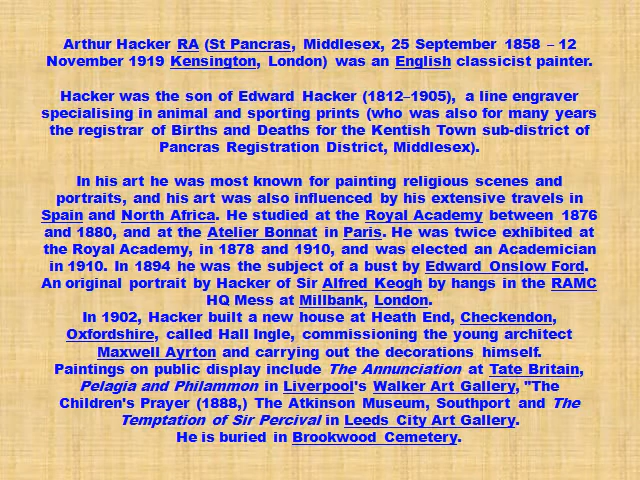 Arthur Hacker RA (St Pancras, Middlesex, 25 September 1858 – 12
November 1919 Kensington, London) was an English classicist painter.
Hacker was the son of Edward Hacker (1812–1905), a line engraver
specialising in animal and sporting prints (who was also for many years
the registrar of Births and Deaths for the Kentish Town sub-district of
Pancras Registration District, Middlesex).
In his art he was most known for painting religious scenes and
portraits, and his art was also influenced by his extensive travels in
Spain and North Africa. He studied at the Royal Academy between 1876
and 1880, and at the Atelier Bonnat in Paris. He was twice exhibited at
the Royal Academy, in 1878 and 1910, and was elected an Academician
in 1910. In 1894 he was the subject of a bust by Edward Onslow Ford.
An original portrait by Hacker of Sir Alfred Keogh by hangs in the RAMC
HQ Mess at Millbank, London.
In 1902, Hacker built a new house at Heath End, Checkendon,
Oxfordshire, called Hall Ingle, commissioning the young architect
Maxwell Ayrton and carrying out the decorations himself.
Paintings on public display include The Annunciation at Tate Britain,
Pelagia and Philammon in Liverpool's Walker Art Gallery, "The
Children's Prayer (1888,) The Atkinson Museum, Southport and The
Temptation of Sir Percival in Leeds City Art Gallery.
He is buried in Brookwood Cemetery.